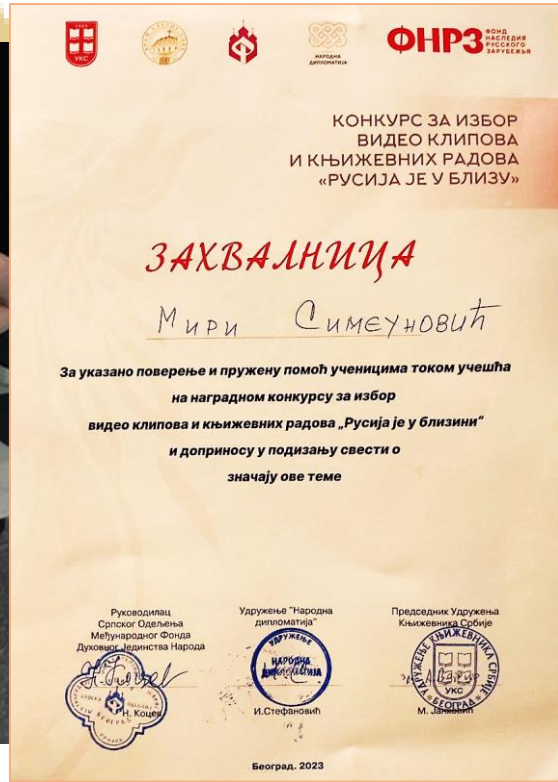 1905
УКС
НАРОДНА
ДИПЛОМАТИЈА
ФНРЗ
ФОНД
НАСЛЕДИЯ
РУССКОГО
ЗАРУБЕЖЬЯ
КОНКУРС ЗА ИЗБОР
ВИДЕО КЛИПОВА
И КЊИЖЕВНИХ РАДОВА
«РУСИЈА ЈЕ У БЛИЗУ»
ЗАХВАЛНИЦА
Мири Симеуновић
За указано поверење и пружену помоћ ученицима током учешћа
на наградном конкурсу за избор
видео клипова и књижевних радова „Русија је у близини“
и доприносу у подизању свести о
значају ове теме
Руководилац
Српског Одељења
Међународног Фонда
Духовног Јединства Народа
Н. Коцев
Удружење "Народна
дипломатија"
УДРУЖЕЊЕ
НАРОДНА
ДИПЛОМАТИЈА
И.Стефановић
Председник Удружења
Књижевника Србије
УДРУЖЕЊЕ КЊИЖЕВНИКА СРБИЈЕ
УКС
БЕОГРАД
М. Јанковић
Београд. 2023